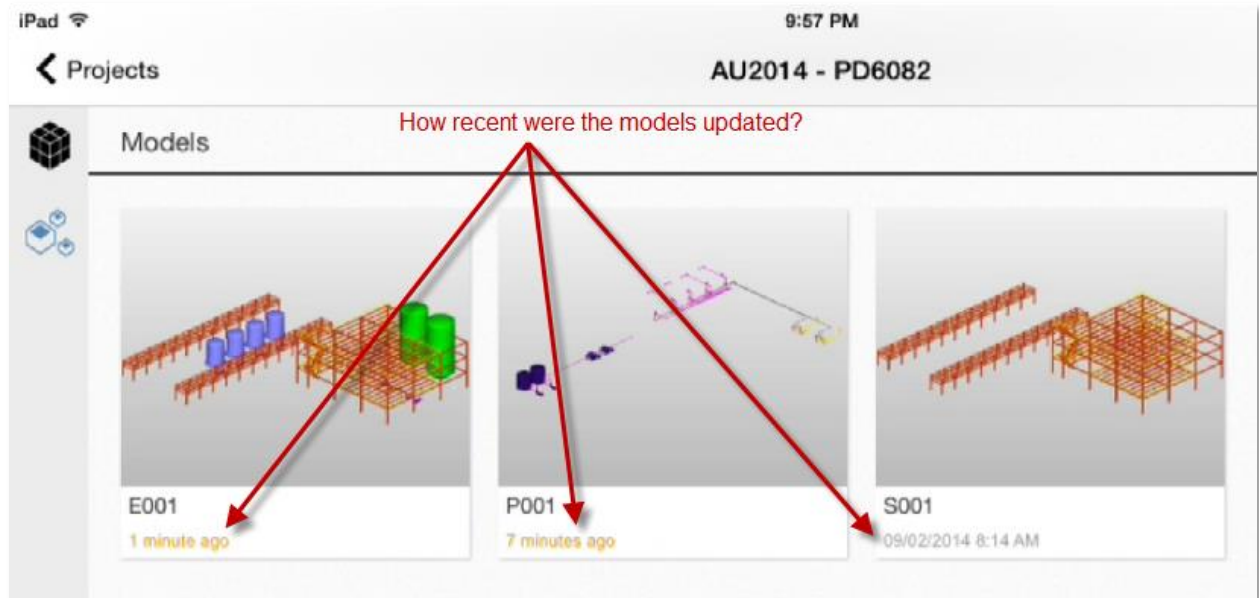 iPad 9:57 PM
Projects AU2014 - PD6082
How recent were the models updated?
Models
E001 P001 S001
1 minute ago 7 minutes ago 09/02/2014 8:14 AM